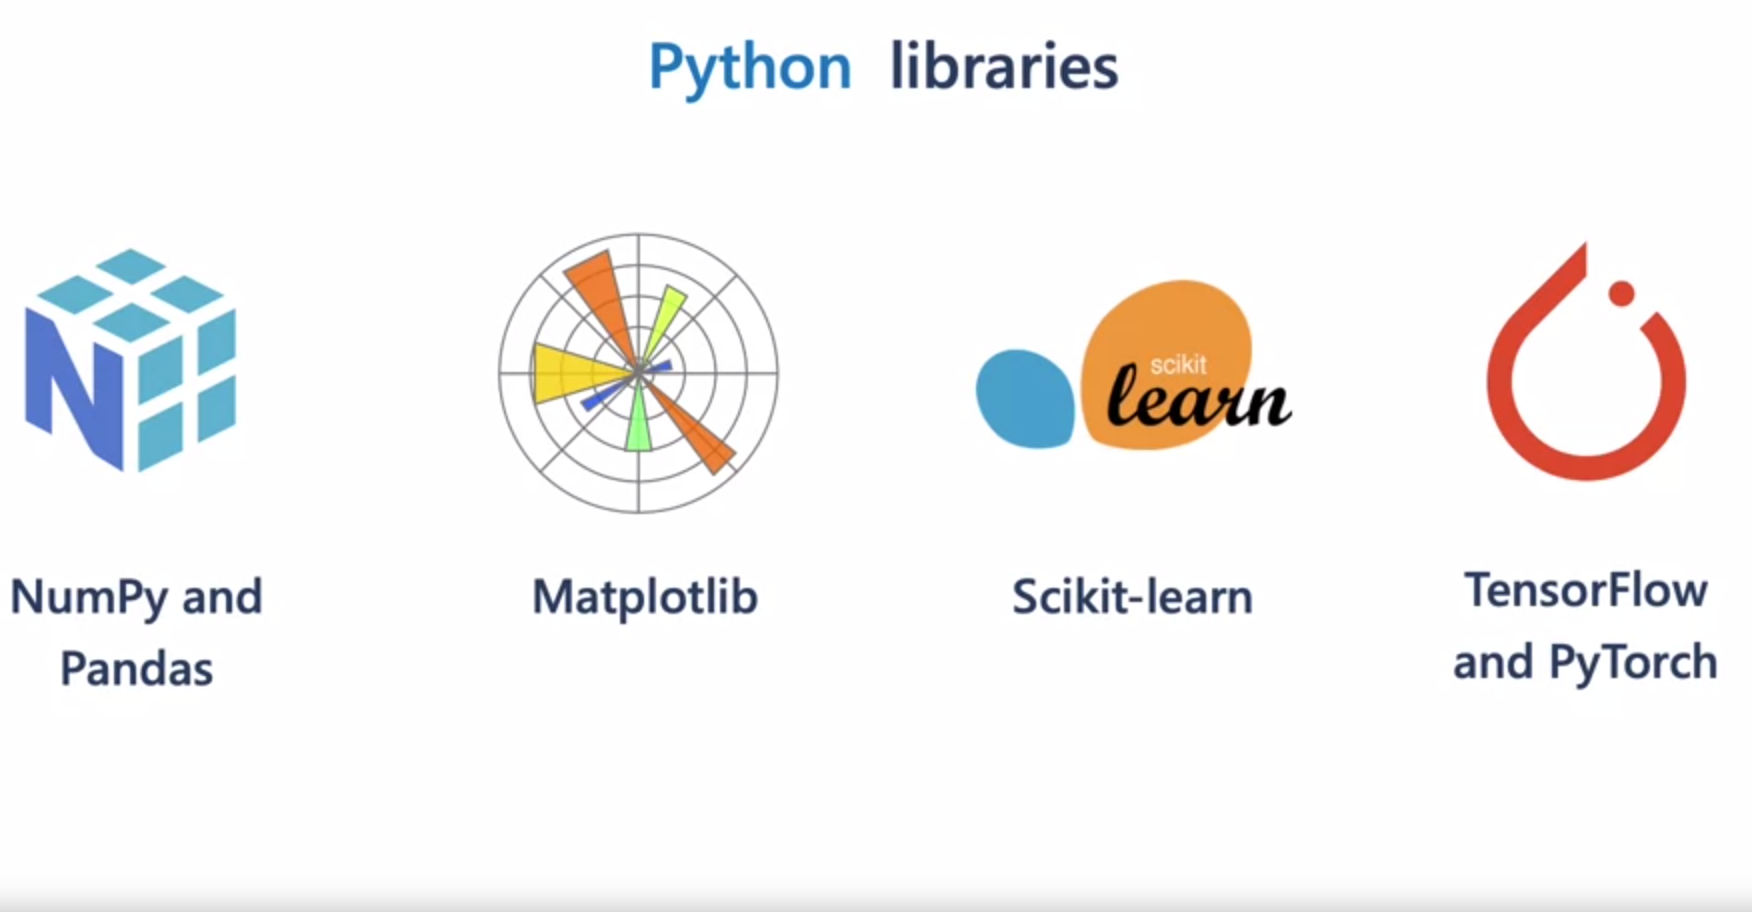 Python libraries
scikit
learn
NumPy and
Pandas
Matplotlib
Scikit-learn
TensorFlow
and PyTorch